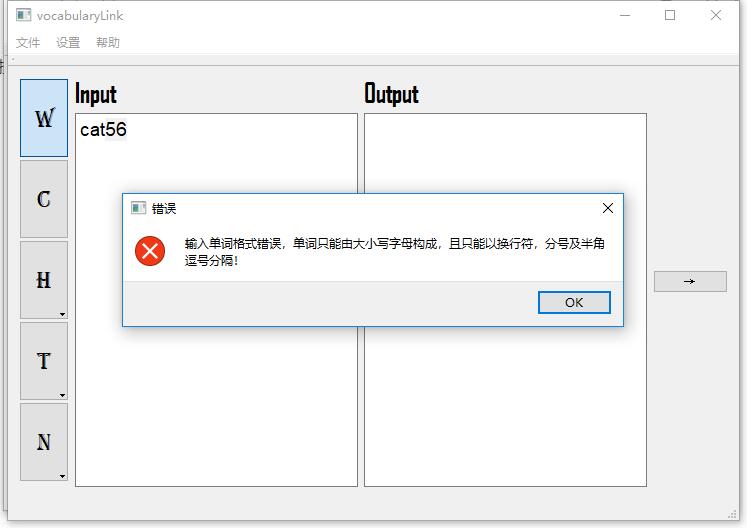 vocabularyLink
文件 设置 帮助
Input
Output
W
cat56
C
H
T
N
错误
输入单词格式错误，单词只能由大小写字母构成，且只能以换行符，分号及半角
逗号分隔！
OK
→